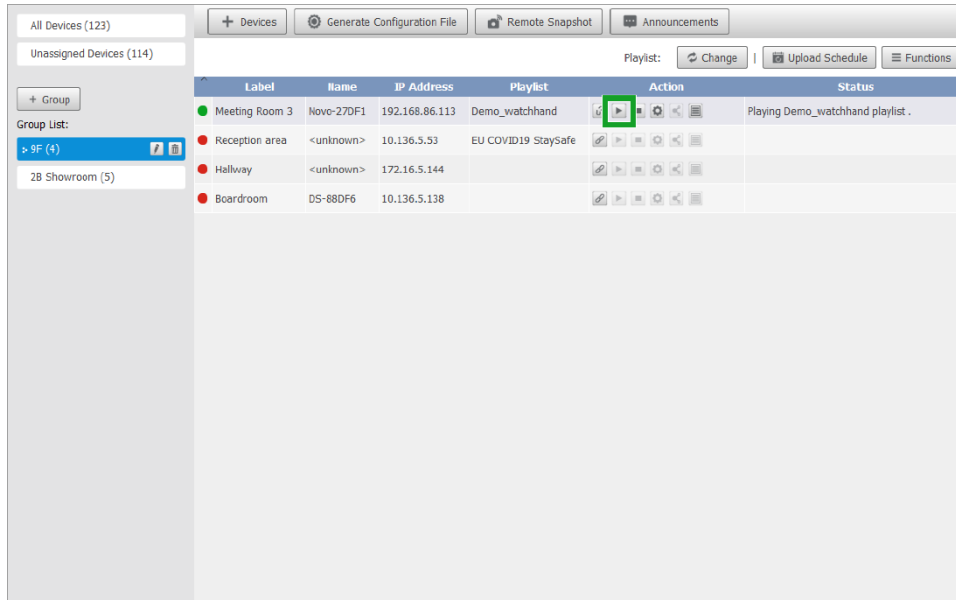 All Devices (123)
Unassigned Devices (114)
+ Group
Group List:
9F (4)
2B Showroom (5)
+ Devices
Generate Configuration File
Remote Snapshot
Announcements
Playlist:
Change
|
Upload Schedule
Functions
Label Name IP Address Playlist Action Status
Meeting Room 3 Novo-27DF1 192.168.86.113 Demo_watchhand Playing Demo_watchhand playlist .
Reception area <unknown> 10.136.5.53 EU COVID19 StaySafe
Hallway <unknown> 172.16.5.144
Boardroom DS-88DF6 10.136.5.138